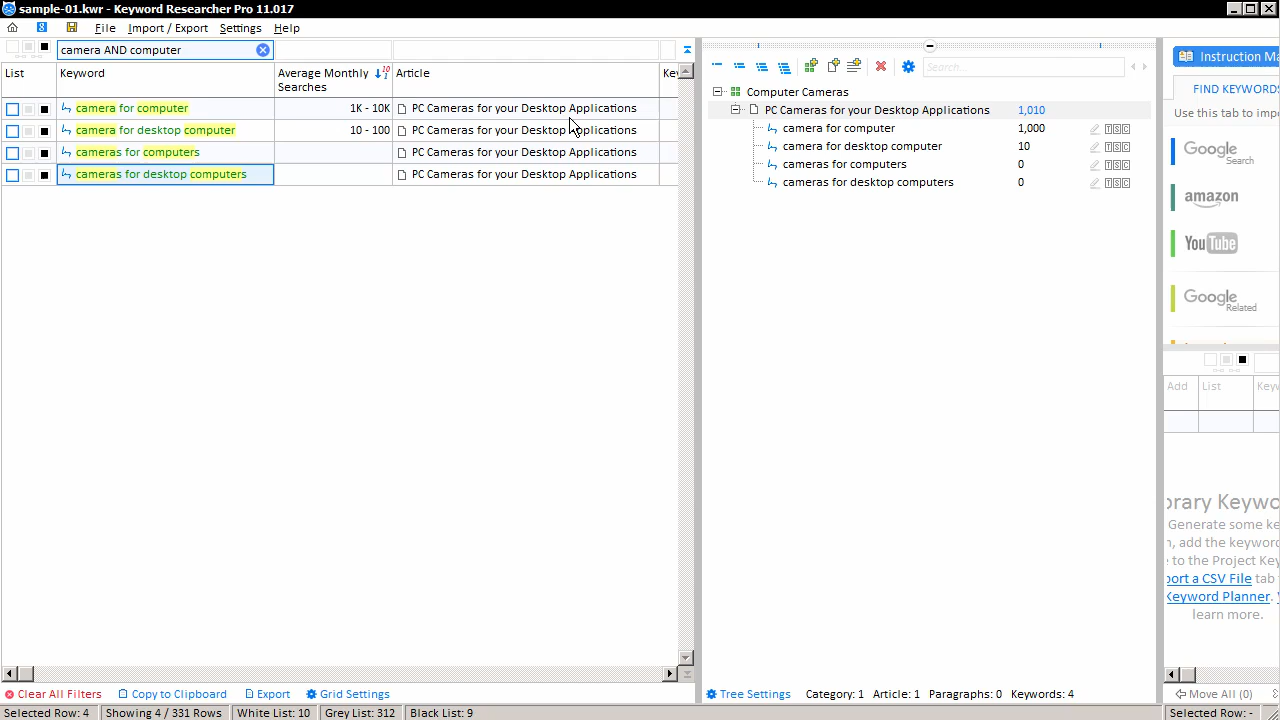 sample-01.kwr - Keyword Researcher Pro 11.017
File Import / Export Settings Help
camera AND computer
List Keyword Average Monthly Searches Article
camera for computer 1K - 10K PC Cameras for your Desktop Applications
camera for desktop computer 10 - 100 PC Cameras for your Desktop Applications
cameras for computers PC Cameras for your Desktop Applications
cameras for desktop computers PC Cameras for your Desktop Applications
Clear All Filters Copy to Clipboard Export Grid Settings
Selected Row: 4 Showing 4 / 331 Rows White List: 10 Grey List: 312 Black List: 9
Search...
Computer Cameras
PC Cameras for your Desktop Applications 1,010
camera for computer 1,000 T S C
camera for desktop computer 10 T S C
cameras for computers 0 T S C
cameras for desktop computers 0 T S C
Tree Settings Category: 1 Article: 1 Paragraphs: 0 Keywords: 4
Instruction Ma
FIND KEYWORDS
Use this tab to impo
Google Search
amazon
YouTube
Google Related
Add List Keyw
brary Keywo
Generate some ke
n, add the keyword
e to the Project Key
port a CSV File tab
Keyword Planner.
learn more.
Move All (0)
Selected Row: -